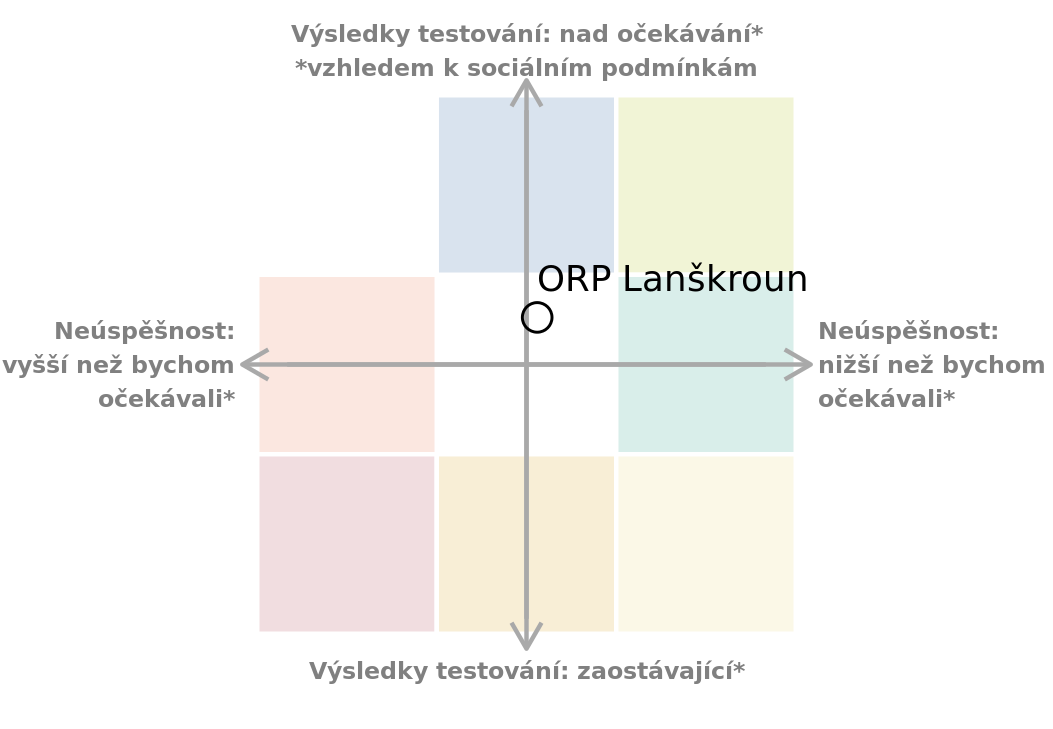 Výsledky testování: nad očekávání*
*vzhledem k sociálním podmínkám
ORP Lanškroun
Neúspěšnost:
vyšší než bychom
očekávali*
Neúspěšnost:
nižší než bychom
očekávali*
Výsledky testování: zaostávající*